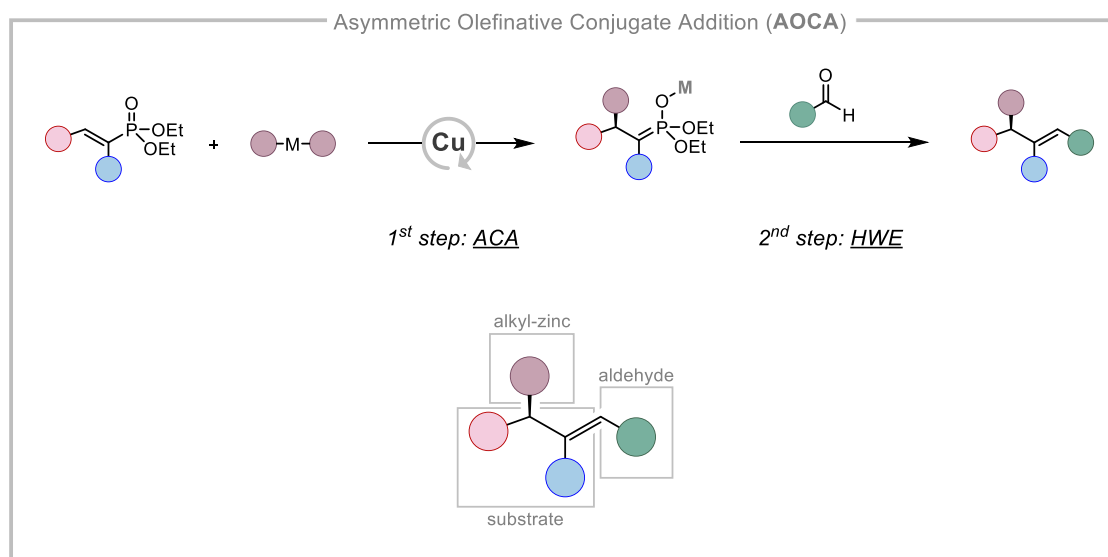 Asymmetric Olefinative Conjugate Addition (AOCA)
O
P
OEt
OEt
+
M
Cu
M
O
P
OEt
OEt
O
H
1st step: ACA
2nd step: HWE
alkyl-zinc
aldehyde
substrate